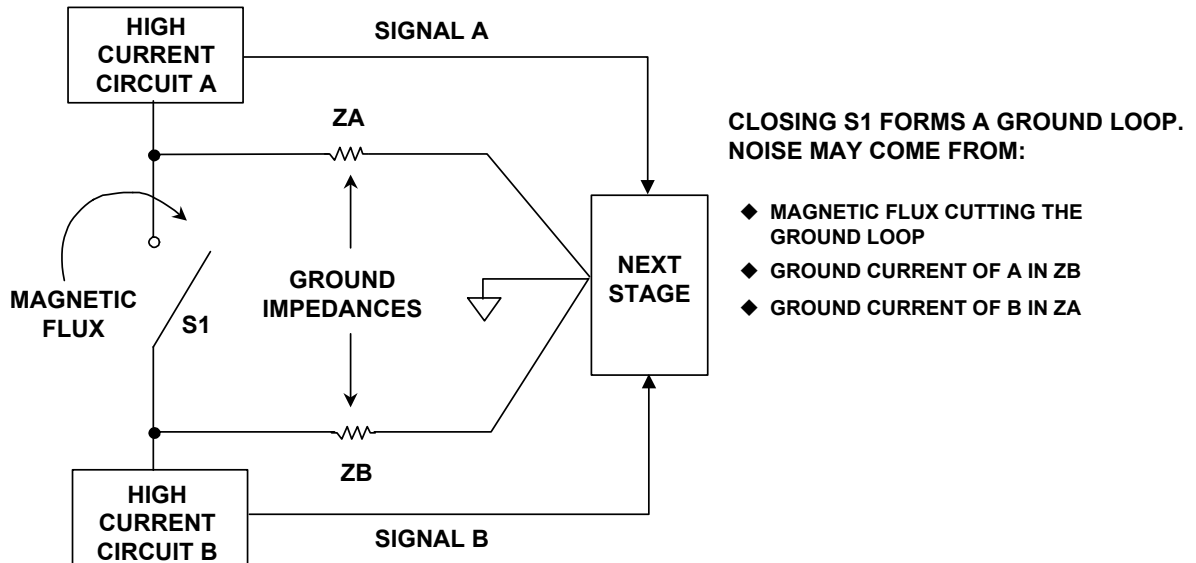 HIGH
CURRENT
CIRCUIT A
SIGNAL A
ZA
CLOSING S1 FORMS A GROUND LOOP.
NOISE MAY COME FROM:
◆ MAGNETIC FLUX CUTTING THE
GROUND LOOP
◆ GROUND CURRENT OF A IN ZB
◆ GROUND CURRENT OF B IN ZA
MAGNETIC
FLUX
S1
GROUND
IMPEDANCES
NEXT
STAGE
ZB
HIGH
CURRENT
CIRCUIT B
SIGNAL B